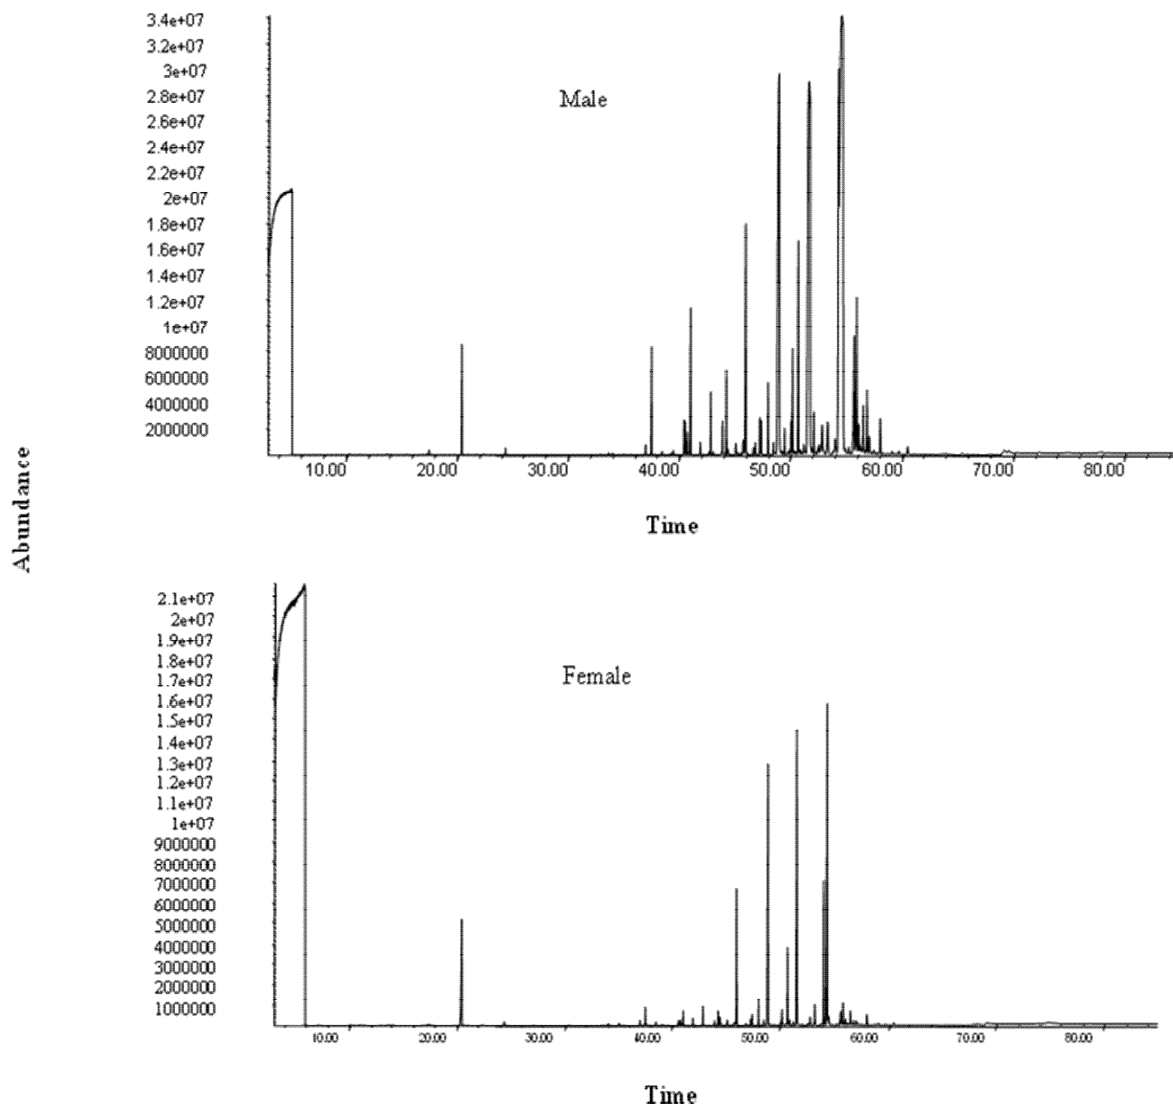 3.4e+07
3.2e+07
3e+07
2.8e+07
2.6e+07
2.4e+07
2.2e+07
2e+07
1.8e+07
1.6e+07
1.4e+07
1.2e+07
1e+07
8000000
6000000
4000000
2000000
Male
10.00 20.00 30.00 40.00 50.00 60.00 70.00 80.00
Time
Abundance
2.1e+07
2e+07
1.9e+07
1.8e+07
1.7e+07
1.6e+07
1.5e+07
1.4e+07
1.3e+07
1.2e+07
1.1e+07
1e+07
9000000
8000000
7000000
6000000
5000000
4000000
3000000
2000000
1000000
Female
10.00 20.00 30.00 40.00 50.00 60.00 70.00 80.00
Time